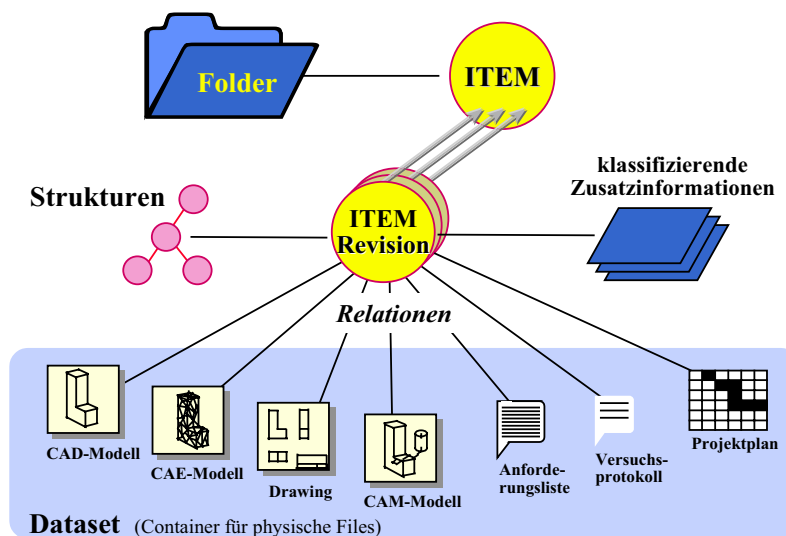 Folder
ITEM
klassifizierende
Zusatzinformationen
Strukturen
ITEM
Revision
Relationen
CAD-Modell
CAE-Modell
Drawing
CAM-Modell
Anforde-
rungsliste
Versuchs-
protokoll
Projektplan
Dataset (Container für physische Files)